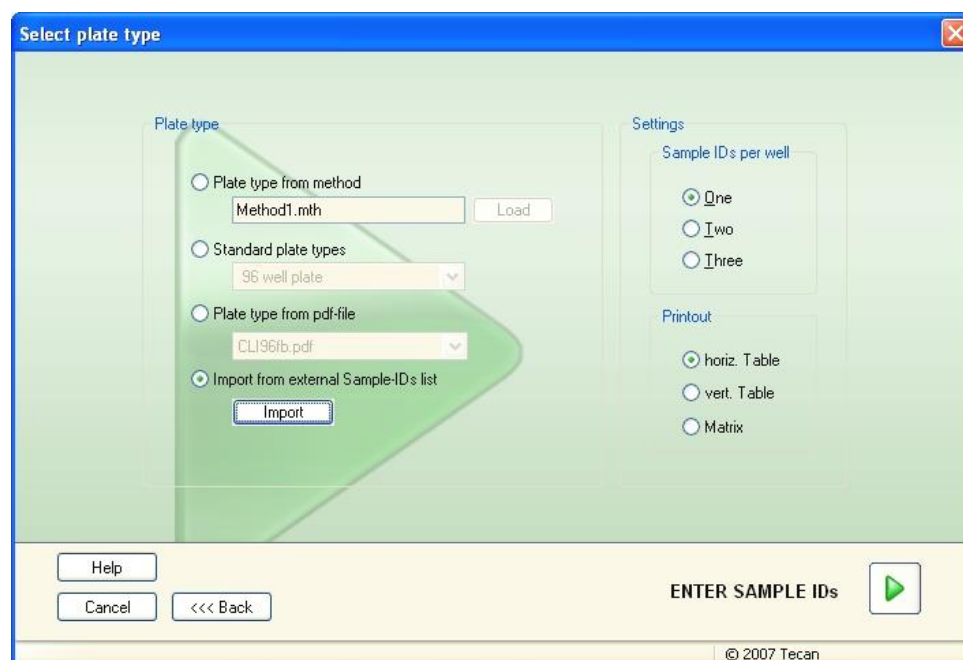 Select plate type
Plate type
Plate type from method
Method1.mth
Load
Standard plate types
96 well plate
Plate type from pdf-file
CLI96fb.pdf
Import from external Sample-IDs list
Import
Settings
Sample IDs per well
One
Two
Three
Printout
horiz. Table
vert. Table
Matrix
Help
Cancel
<<< Back
ENTER SAMPLE IDs
© 2007 Tecan